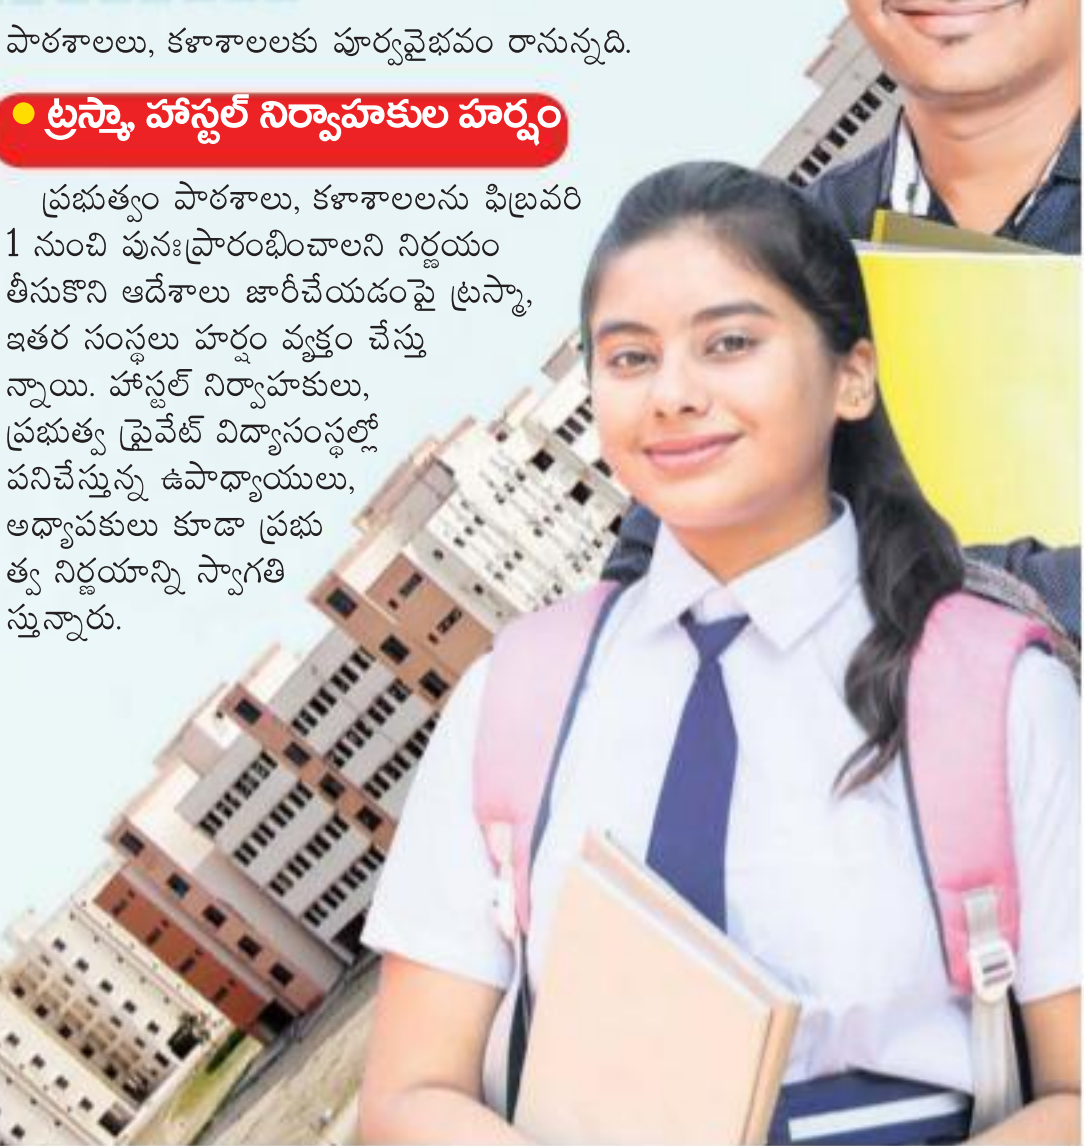 పాఠశాలలు, కళాశాలలకు పూర్వవైభవం రానున్నది.
• ట్రస్మా, హాస్టల్ నిర్వాహకుల హర్షం
ప్రభుత్వం పాఠశాలు, కళాశాలలను ఫిబ్రవరి
1 నుంచి పునఃప్రారంభించాలని నిర్ణయం
తీసుకొని ఆదేశాలు జారీచేయడంపై ట్రస్మా,
ఇతర సంస్థలు హర్షం వ్యక్తం చేస్తు
న్నాయి. హాస్టల్ నిర్వాహకులు,
ప్రభుత్వ ప్రైవేట్ విద్యాసంస్థల్లో
పనిచేస్తున్న ఉపాధ్యాయులు,
అధ్యాపకులు కూడా ప్రభు
త్వ నిర్ణయాన్ని స్వాగతి
స్తున్నారు.